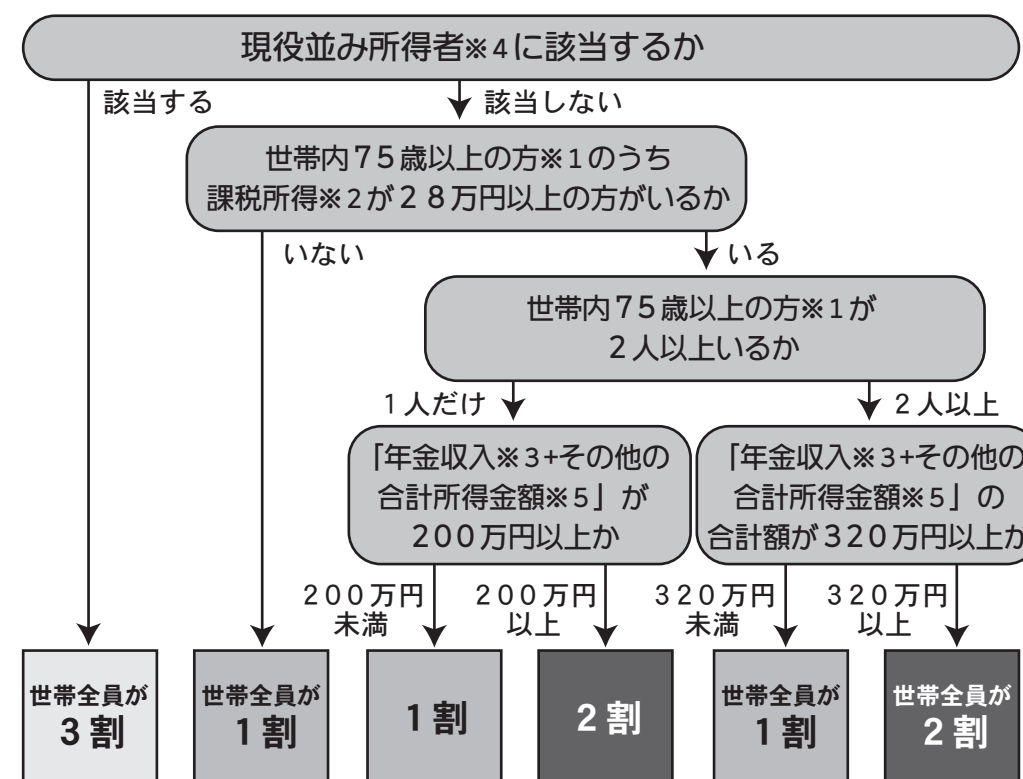 現役並み所得者※4に該当するか
該当する
該当しない
世帯内75歳以上の方※1のうち
課税所得※2が28万円以上の方がいるか
いない
いる
世帯内75歳以上の方※1が
2人以上いるか
1人だけ
2人以上
「年金収入※3+その他の
合計所得金額※5」が
200万円以上か
「年金収入※3+その他の
合計所得金額※5」の
合計額が320万円以上か
200万円
未満
200万円
以上
320万円
未満
320万円
以上
世帯全員が
3割
世帯全員が
1割
1割
2割
世帯全員が
1割
世帯全員が
2割